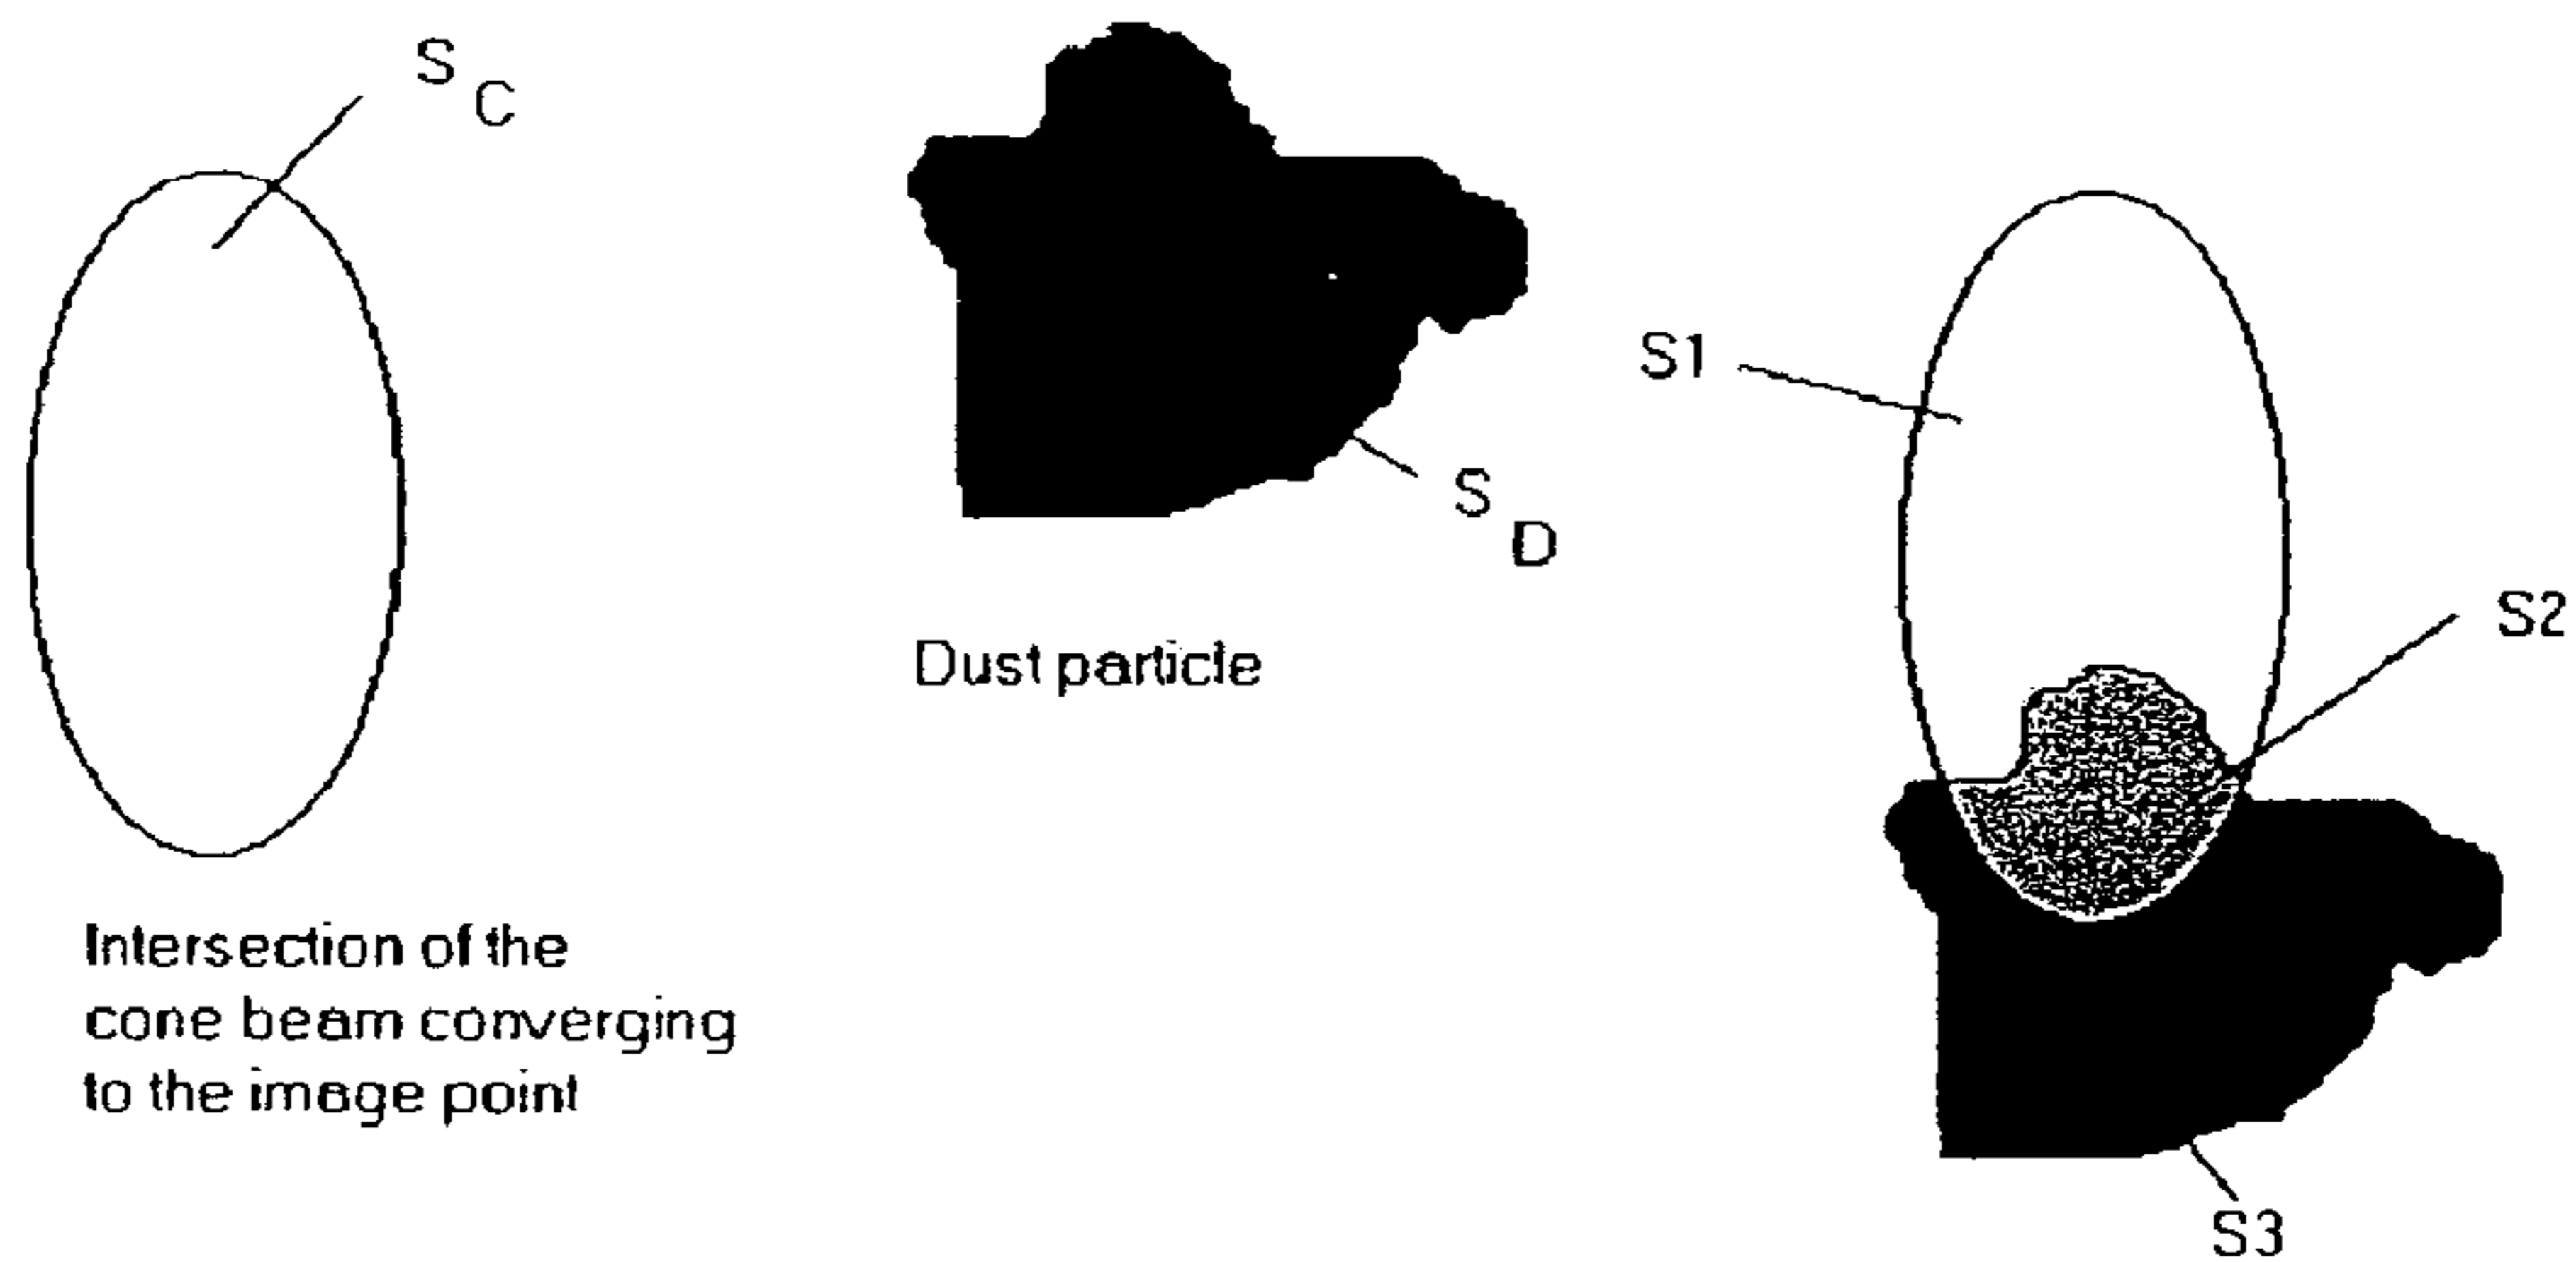 S C
Intersection of the
cone beam converging
to the image point
S D
Dust particle
S1
S2
S3